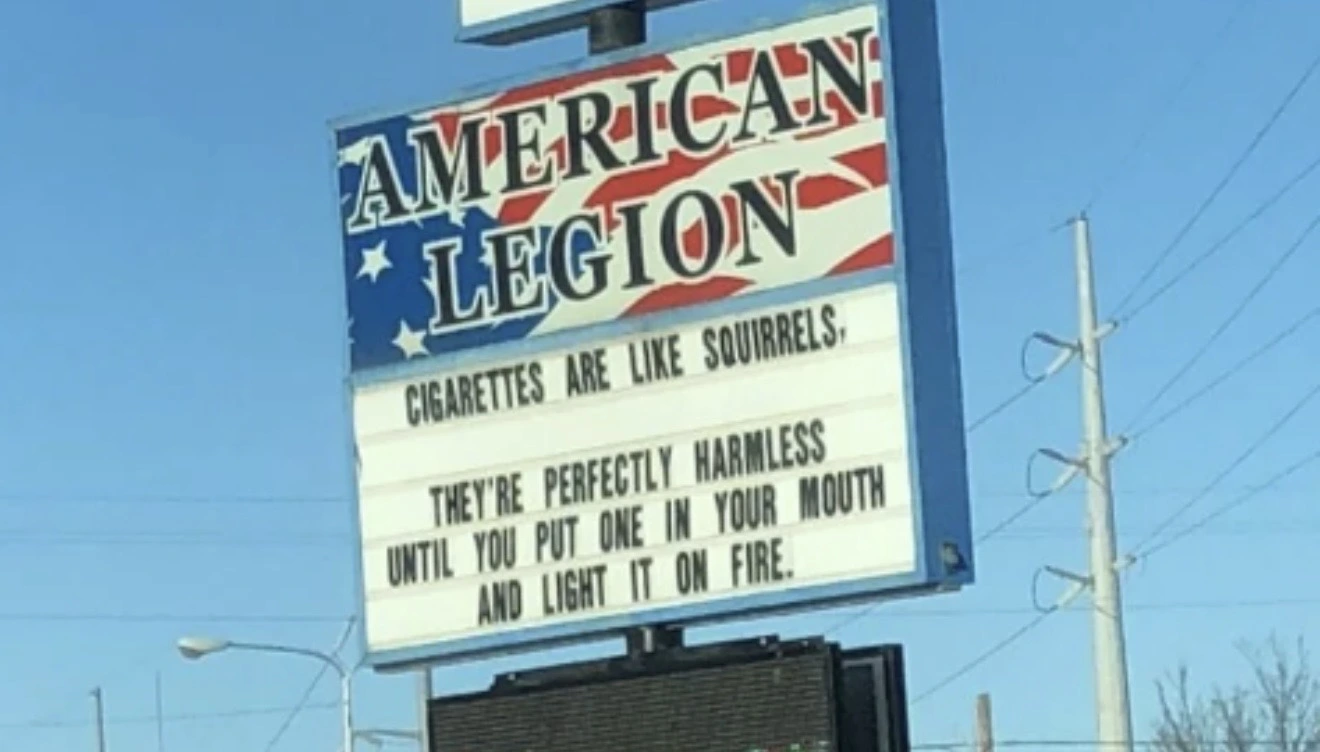 AMERICAN
LEGION
CIGARETTES ARE LIKE SQUIRRELS,
THEY'RE PERFECTLY HARMLESS
UNTIL YOU PUT ONE IN YOUR MOUTH
AND LIGHT IT ON FIRE.